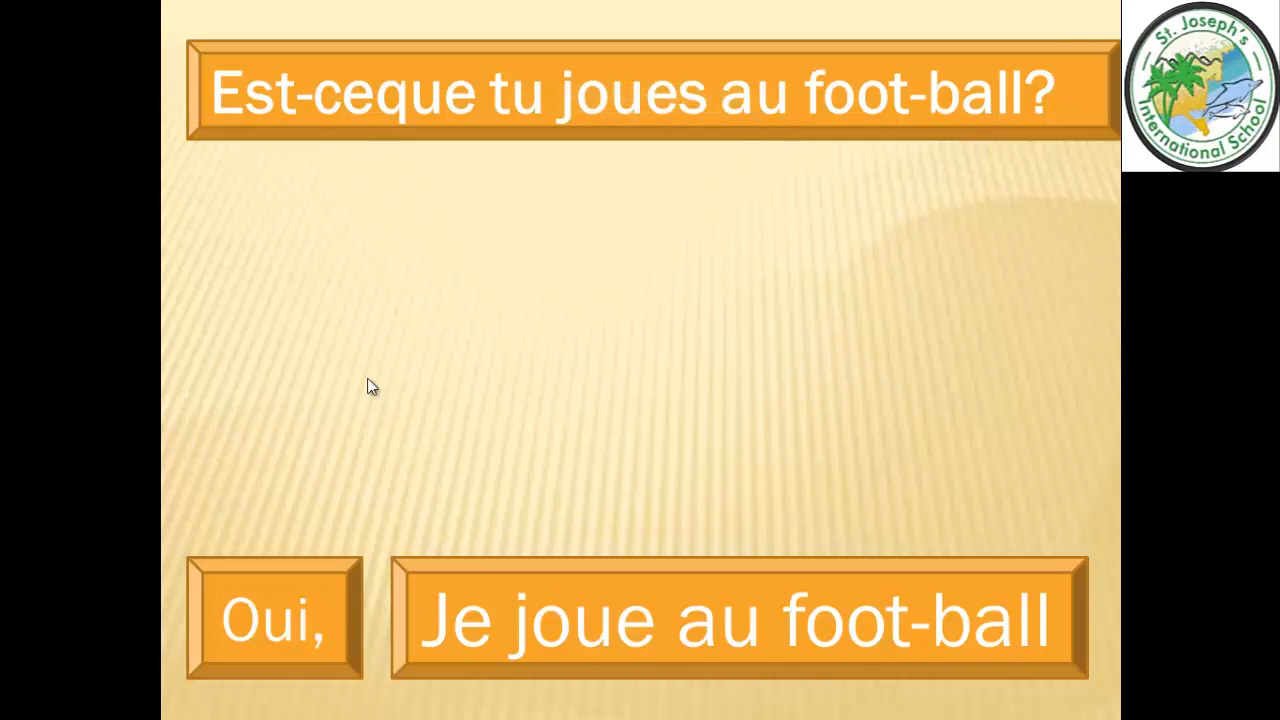 Est-ceque tu joues au foot-ball?
St. Joseph's
International School
Oui,
Je joue au foot-ball